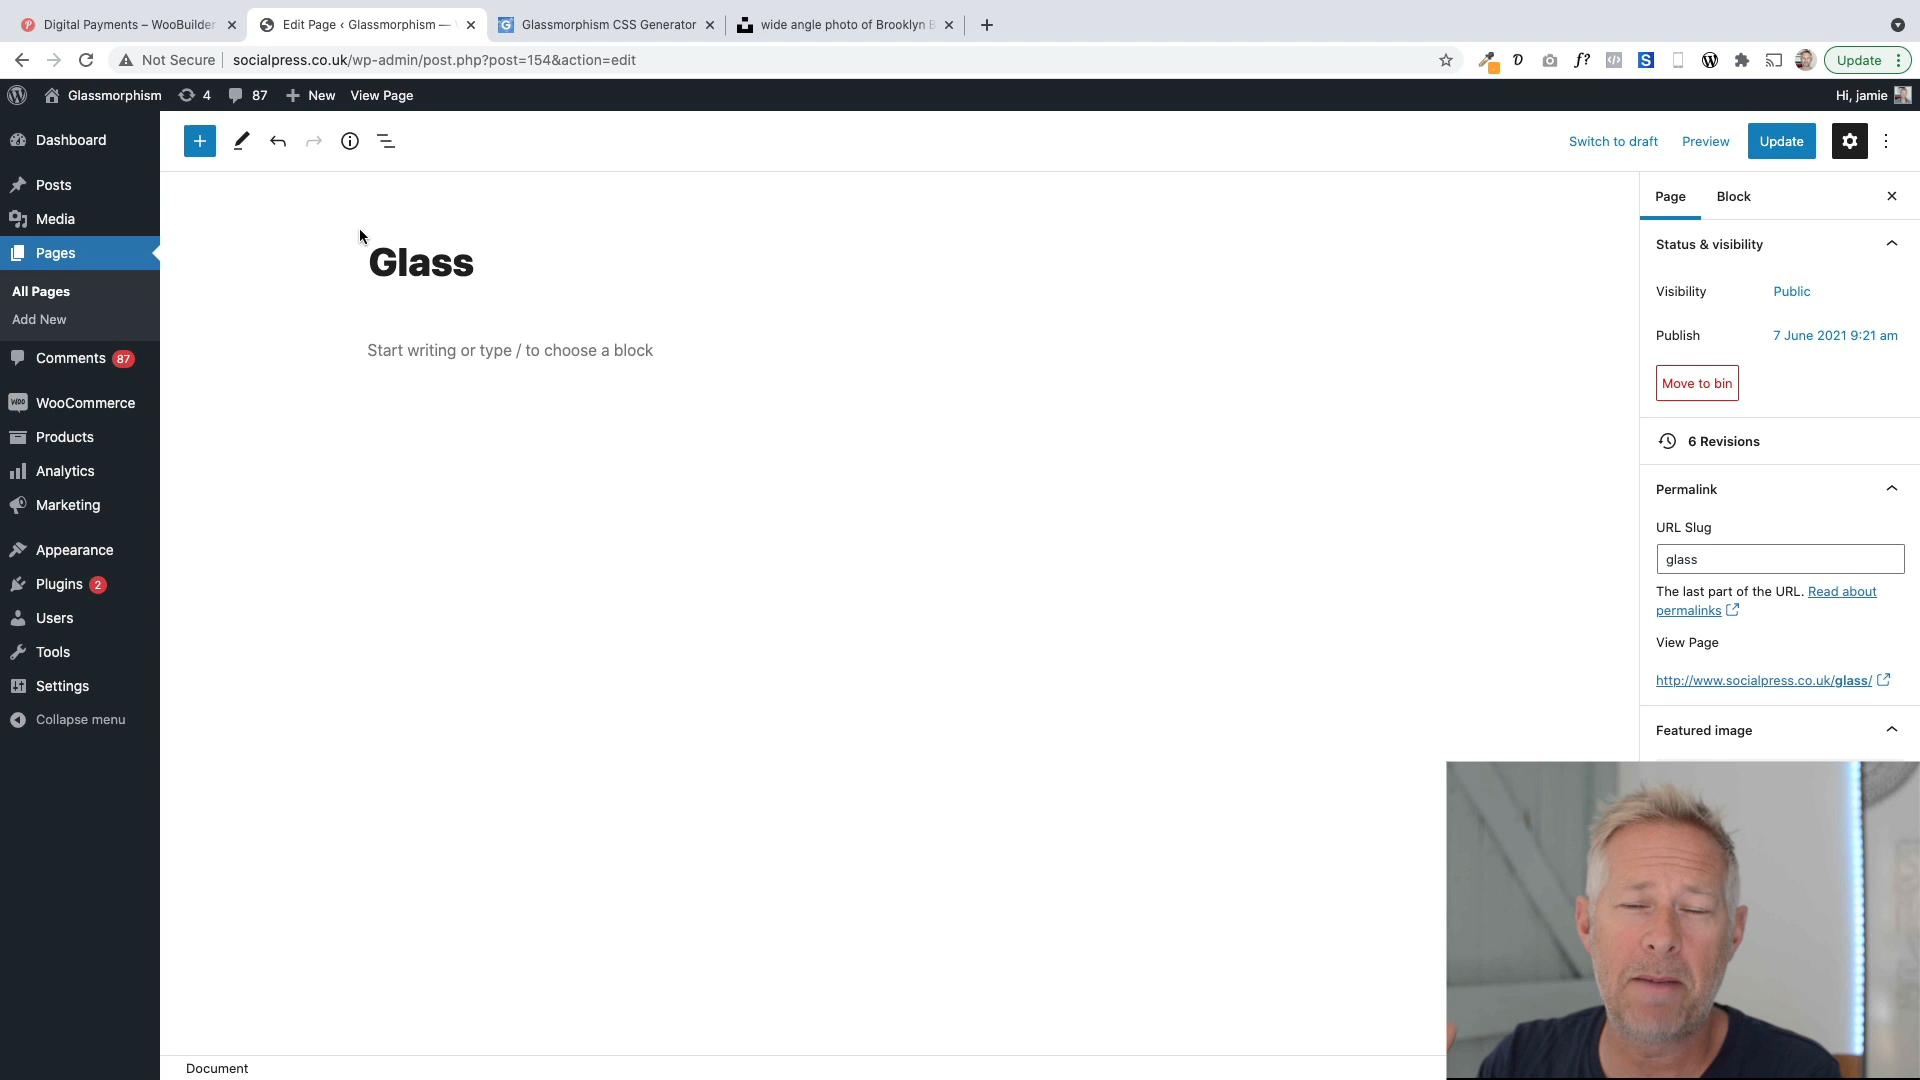 Digital Payments – WooBuilder
Edit Page ‹ Glassmorphism —
Glassmorphism CSS Generator
wide angle photo of Brooklyn B
Not Secure
socialpress.co.uk/wp-admin/post.php?post=154&action=edit
Update
Glassmorphism
4
87
New
View Page
Hi, jamie
Dashboard
Posts
Media
Pages
All Pages
Add New
Comments 87
WooCommerce
Products
Analytics
Marketing
Appearance
Plugins 2
Users
Tools
Settings
Collapse menu
Switch to draft
Preview
Update
Glass
Start writing or type / to choose a block
Page
Block
Status & visibility
Visibility
Public
Publish
7 June 2021 9:21 am
Move to bin
6 Revisions
Permalink
URL Slug
glass
The last part of the URL. Read about
permalinks
View Page
http://www.socialpress.co.uk/glass/
Featured image
Document